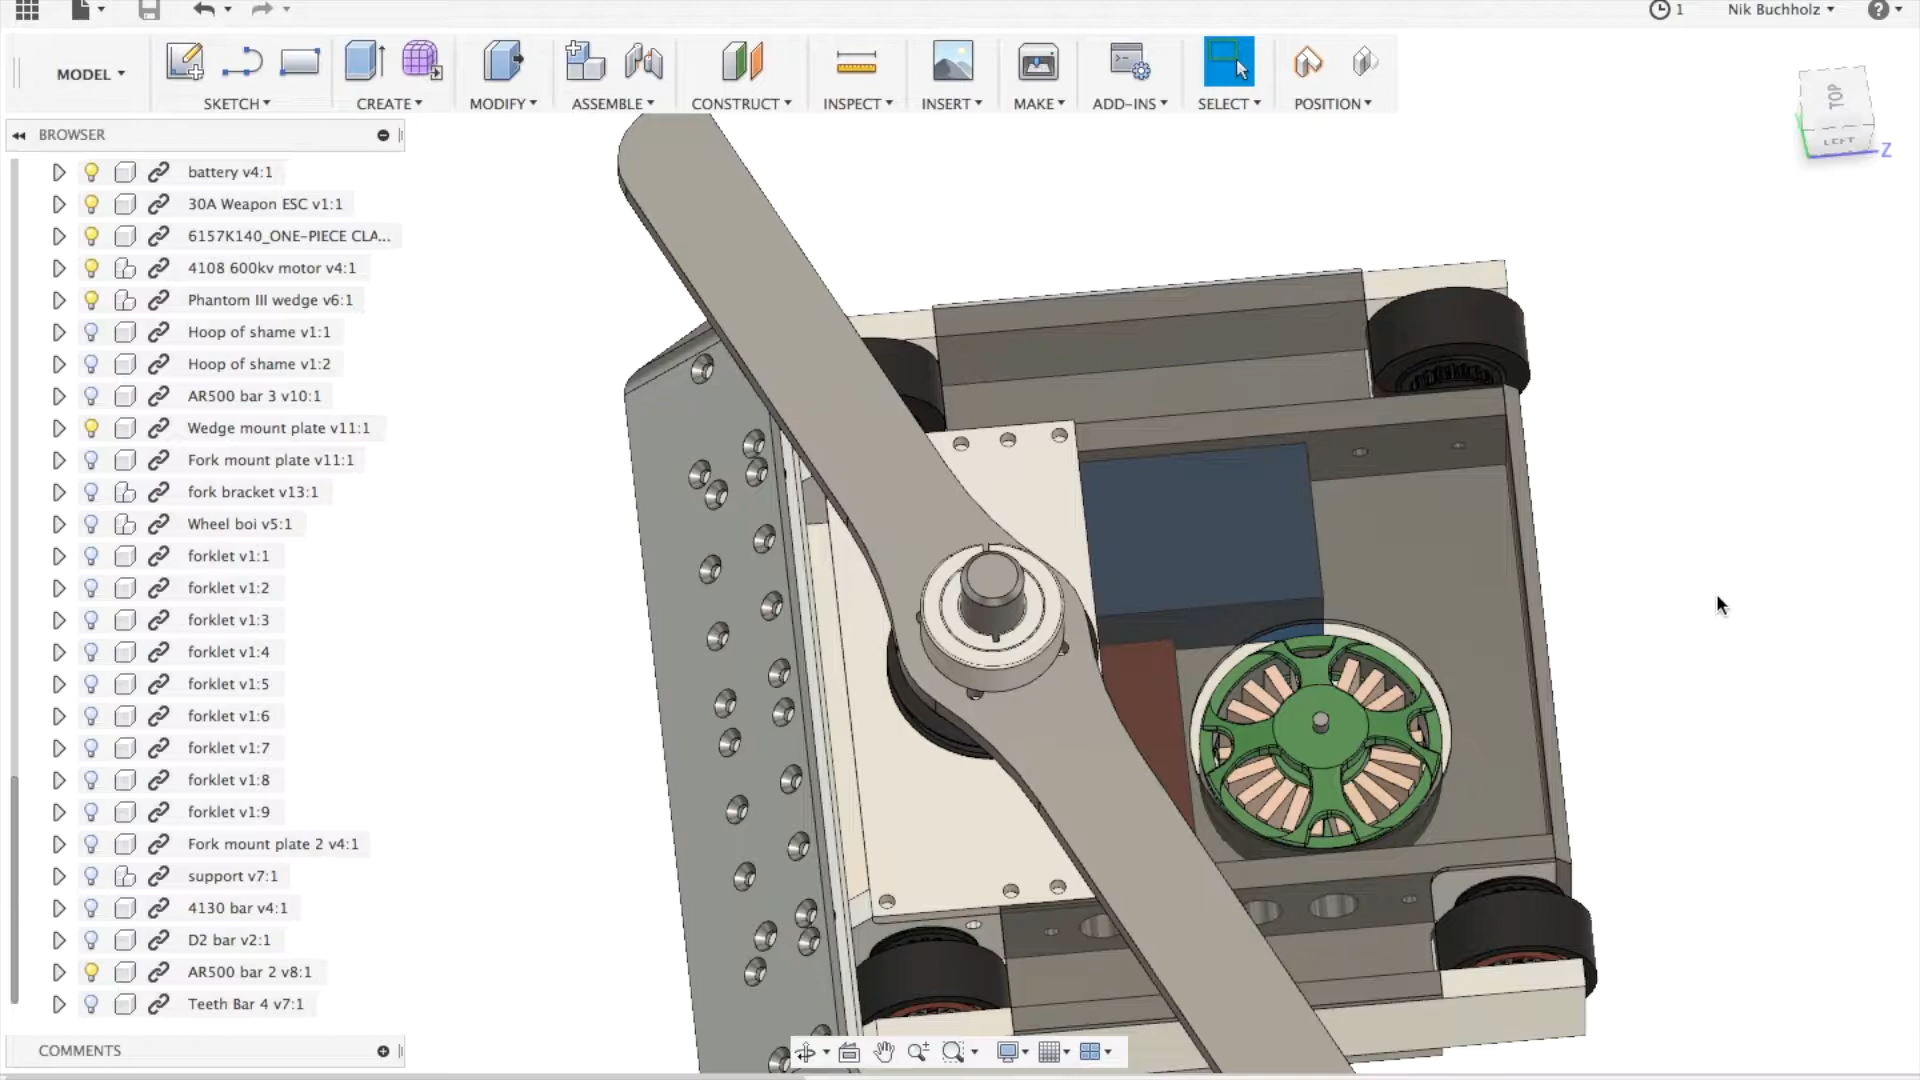 1
Nik Buchholz
?
MODEL
SKETCH
CREATE
MODIFY
ASSEMBLE
CONSTRUCT
INSPECT
INSERT
MAKE
ADD-INS
SELECT
POSITION
TOP
LEFT
Z
BROWSER
battery v4:1
30A Weapon ESC v1:1
6157K140_ONE-PIECE CLA...
4108 600kv motor v4:1
Phantom III wedge v6:1
Hoop of shame v1:1
Hoop of shame v1:2
AR500 bar 3 v10:1
Wedge mount plate v11:1
Fork mount plate v11:1
fork bracket v13:1
Wheel boi v5:1
forklet v1:1
forklet v1:2
forklet v1:3
forklet v1:4
forklet v1:5
forklet v1:6
forklet v1:7
forklet v1:8
forklet v1:9
Fork mount plate 2 v4:1
support v7:1
4130 bar v4:1
D2 bar v2:1
AR500 bar 2 v8:1
Teeth Bar 4 v7:1
COMMENTS